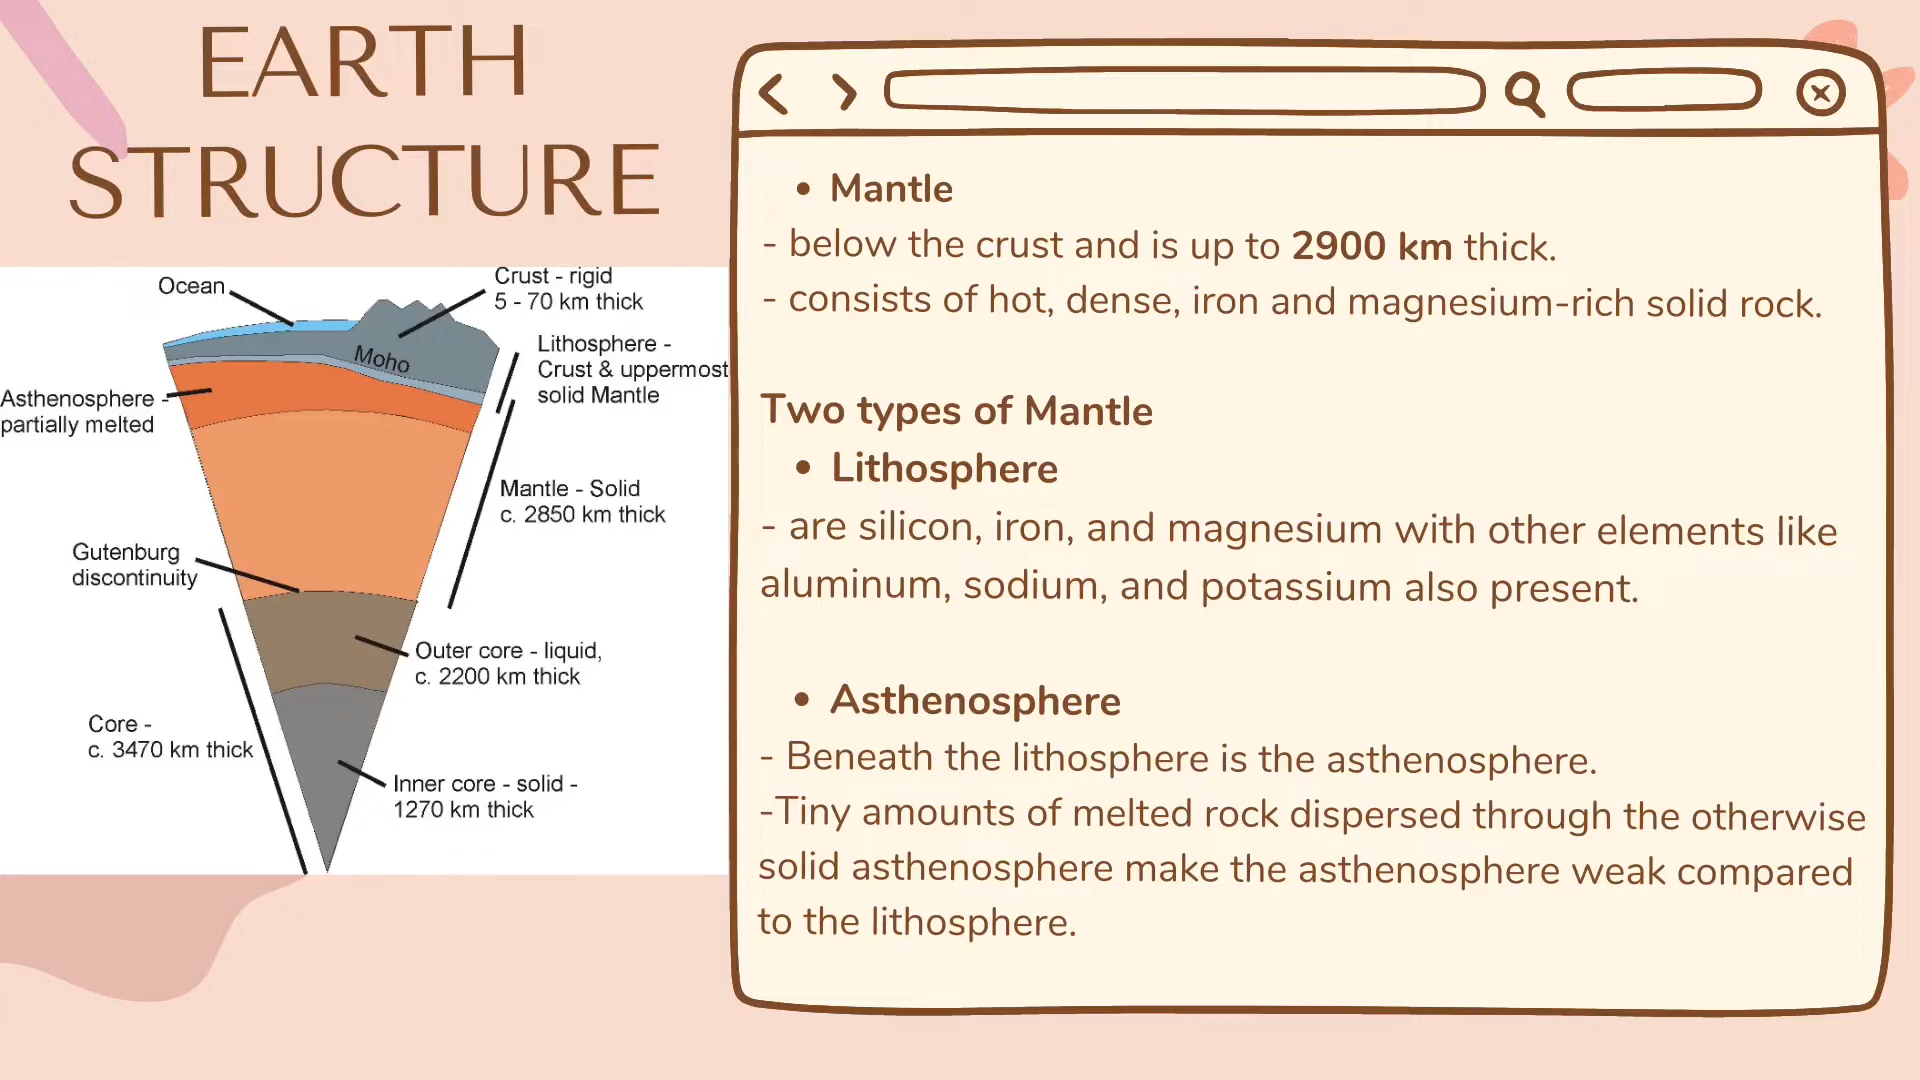 EARTH
STRUCTURE
Ocean
Crust - rigid
5 - 70 km thick
Moho
Lithosphere -
Crust & uppermost
solid Mantle
Asthenosphere -
partially melted
Mantle - Solid
c. 2850 km thick
Gutenburg
discontinuity
Outer core - liquid,
c. 2200 km thick
Core -
c. 3470 km thick
Inner core - solid -
1270 km thick
• Mantle
- below the crust and is up to 2900 km thick.
- consists of hot, dense, iron and magnesium-rich solid rock.
Two types of Mantle
• Lithosphere
- are silicon, iron, and magnesium with other elements like
aluminum, sodium, and potassium also present.
• Asthenosphere
- Beneath the lithosphere is the asthenosphere.
-Tiny amounts of melted rock dispersed through the otherwise
solid asthenosphere make the asthenosphere weak compared
to the lithosphere.